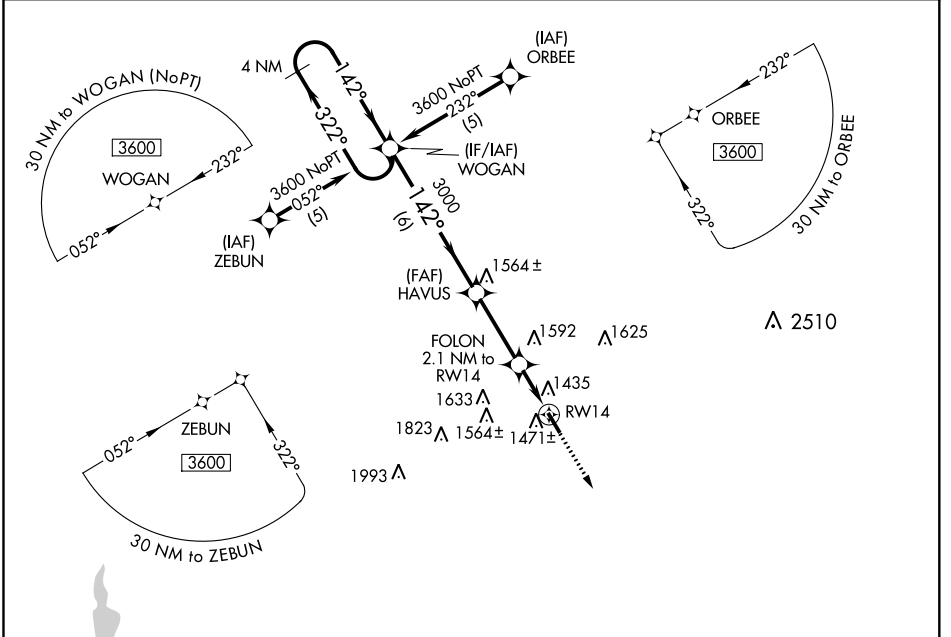 30 NM to WOGAN (NoPT)
3600
WOGAN
232°
052°
4 NM
142°
322°
(IAF)
ORBEE
3600 NoPT
232°
(5)
(IF/IAF)
WOGAN
3600 NoPT
052°
(5)
(IAF)
ZEBUN
3000
142°
(6)
232°
ORBEE
3600
322°
30 NM to ORBEE
(FAF)
HAVUS
1564±
FOLON
2.1 NM to
RW14
1592
1625
2510
1435
RW14
1633
1564±
1471±
1823
1993
052°
ZEBUN
3600
322°
30 NM to ZEBUN